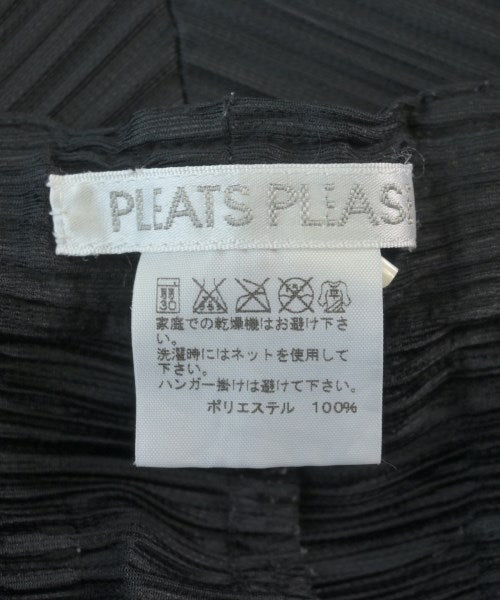 PLEATS PLEAS
30
家庭での乾燥機はお避け下さ
い。
洗濯時にはネットを使用して
下さい。
ハンガー掛けは避けて下さい。
ポリエステル 100%